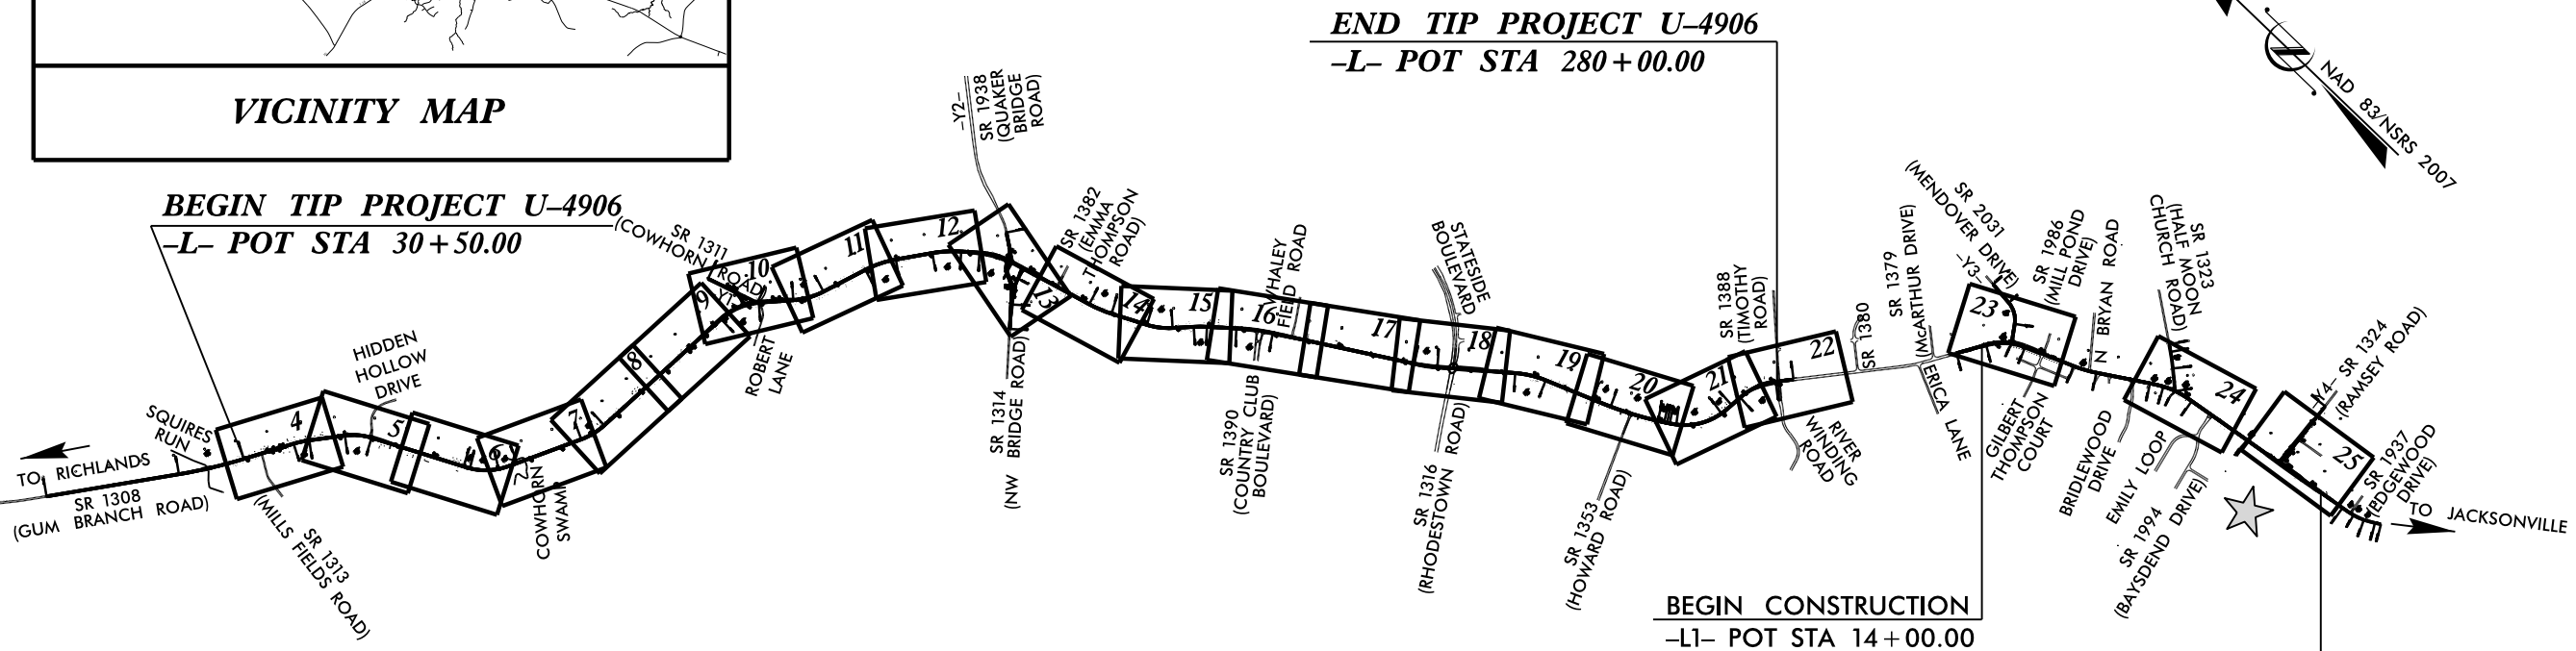 VICINITY MAP
END TIP PROJECT U–4906
–L– POT STA 280+00.00
NAD 83/NSRS 2007
BEGIN TIP PROJECT U–4906
–L– POT STA 30+50.00
TO RICHLANDS
SR 1308
(GUM BRANCH ROAD)
SQUIRES
RUN
SR 1313
(MILLS FIELDS ROAD)
4
HIDDEN
HOLLOW
DRIVE
5
6
COWHORN
SWAMP
7
8
9
SR 1311
(COWHORN ROAD)
–Y1–
10
ROBERT
LANE
11
12
–Y2–
SR 1938
(QUAKER
BRIDGE
ROAD)
SR 1314
(NW BRIDGE ROAD)
13
SR 1382
(EMMA
THOMPSON
ROAD)
14
15
16
WHALEY
FIELD ROAD
SR 1390
(COUNTRY CLUB
BOULEVARD)
17
STATESIDE
BOULEVARD
SR 1316
(RHODESTOWN ROAD)
18
19
SR 1353
(HOWARD ROAD)
20
21
SR 1388
(TIMOTHY
ROAD)
22
RIVER
WINDING
ROAD
SR 1380
SR 1379
(McARTHUR DRIVE)
ERICA LANE
SR 2031
(MENDOVER DRIVE)
–Y3–
23
SR 1986
(MILL POND
DRIVE)
GILBERT
THOMPSON
COURT
N BRYAN ROAD
BRIDLEWOOD
DRIVE
EMILY LOOP
SR 1994
(BAYSDEND DRIVE)
SR 1323
(HALF MOON
CHURCH ROAD)
24
–Y4– SR 1324
(RAMSEY ROAD)
25
SR 1937
(EDGEWOOD
DRIVE)
TO JACKSONVILLE
BEGIN CONSTRUCTION
–L1– POT STA 14+00.00